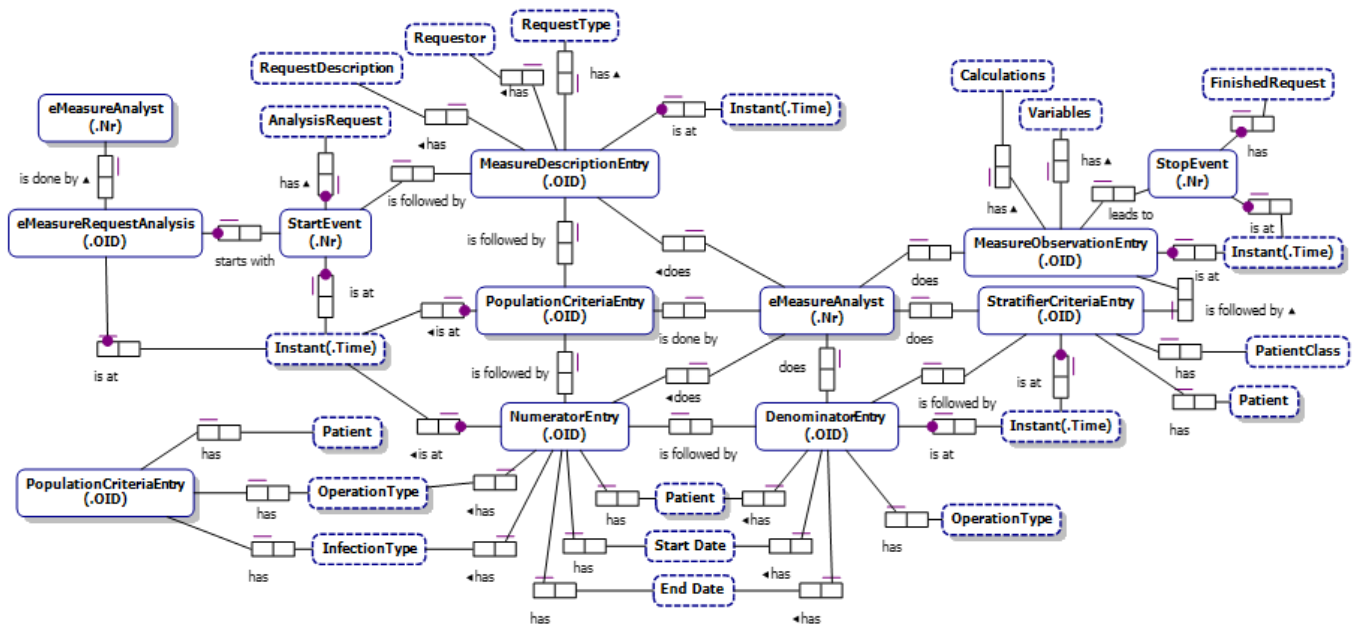 RequestType
Requestor
RequestDescription
has ▲
◄has
Calculations
FinishedRequest
eMeasureAnalyst
(.Nr)
AnalysisRequest
Instant(.Time)
is at
Variables
◄has
has
MeasureDescriptionEntry
(.OID)
StopEvent
(.Nr)
is done by ▲
has ▲
is followed by
has ▲
has ▲
leads to
is at
eMeasureRequestAnalysis
(.OID)
StartEvent
(.Nr)
starts with
is followed by
◄does
does
MeasureObservationEntry
(.OID)
Instant(.Time)
is at
is at
PopulationCriteriaEntry
(.OID)
eMeasureAnalyst
(.Nr)
StratifierCriteriaEntry
(.OID)
is followed by ▲
◄is at
is done by
does
Instant(.Time)
is at
PatientClass
has
is followed by
does
is at
◄does
is followed by
Patient
has
NumeratorEntry
(.OID)
DenominatorEntry
(.OID)
Instant(.Time)
◄is at
is followed by
is at
Patient
has
PopulationCriteriaEntry
(.OID)
OperationType
has
◄has
Patient
has
◄has
OperationType
has
InfectionType
has
◄has
Start Date
has
◄has
End Date
has
◄has